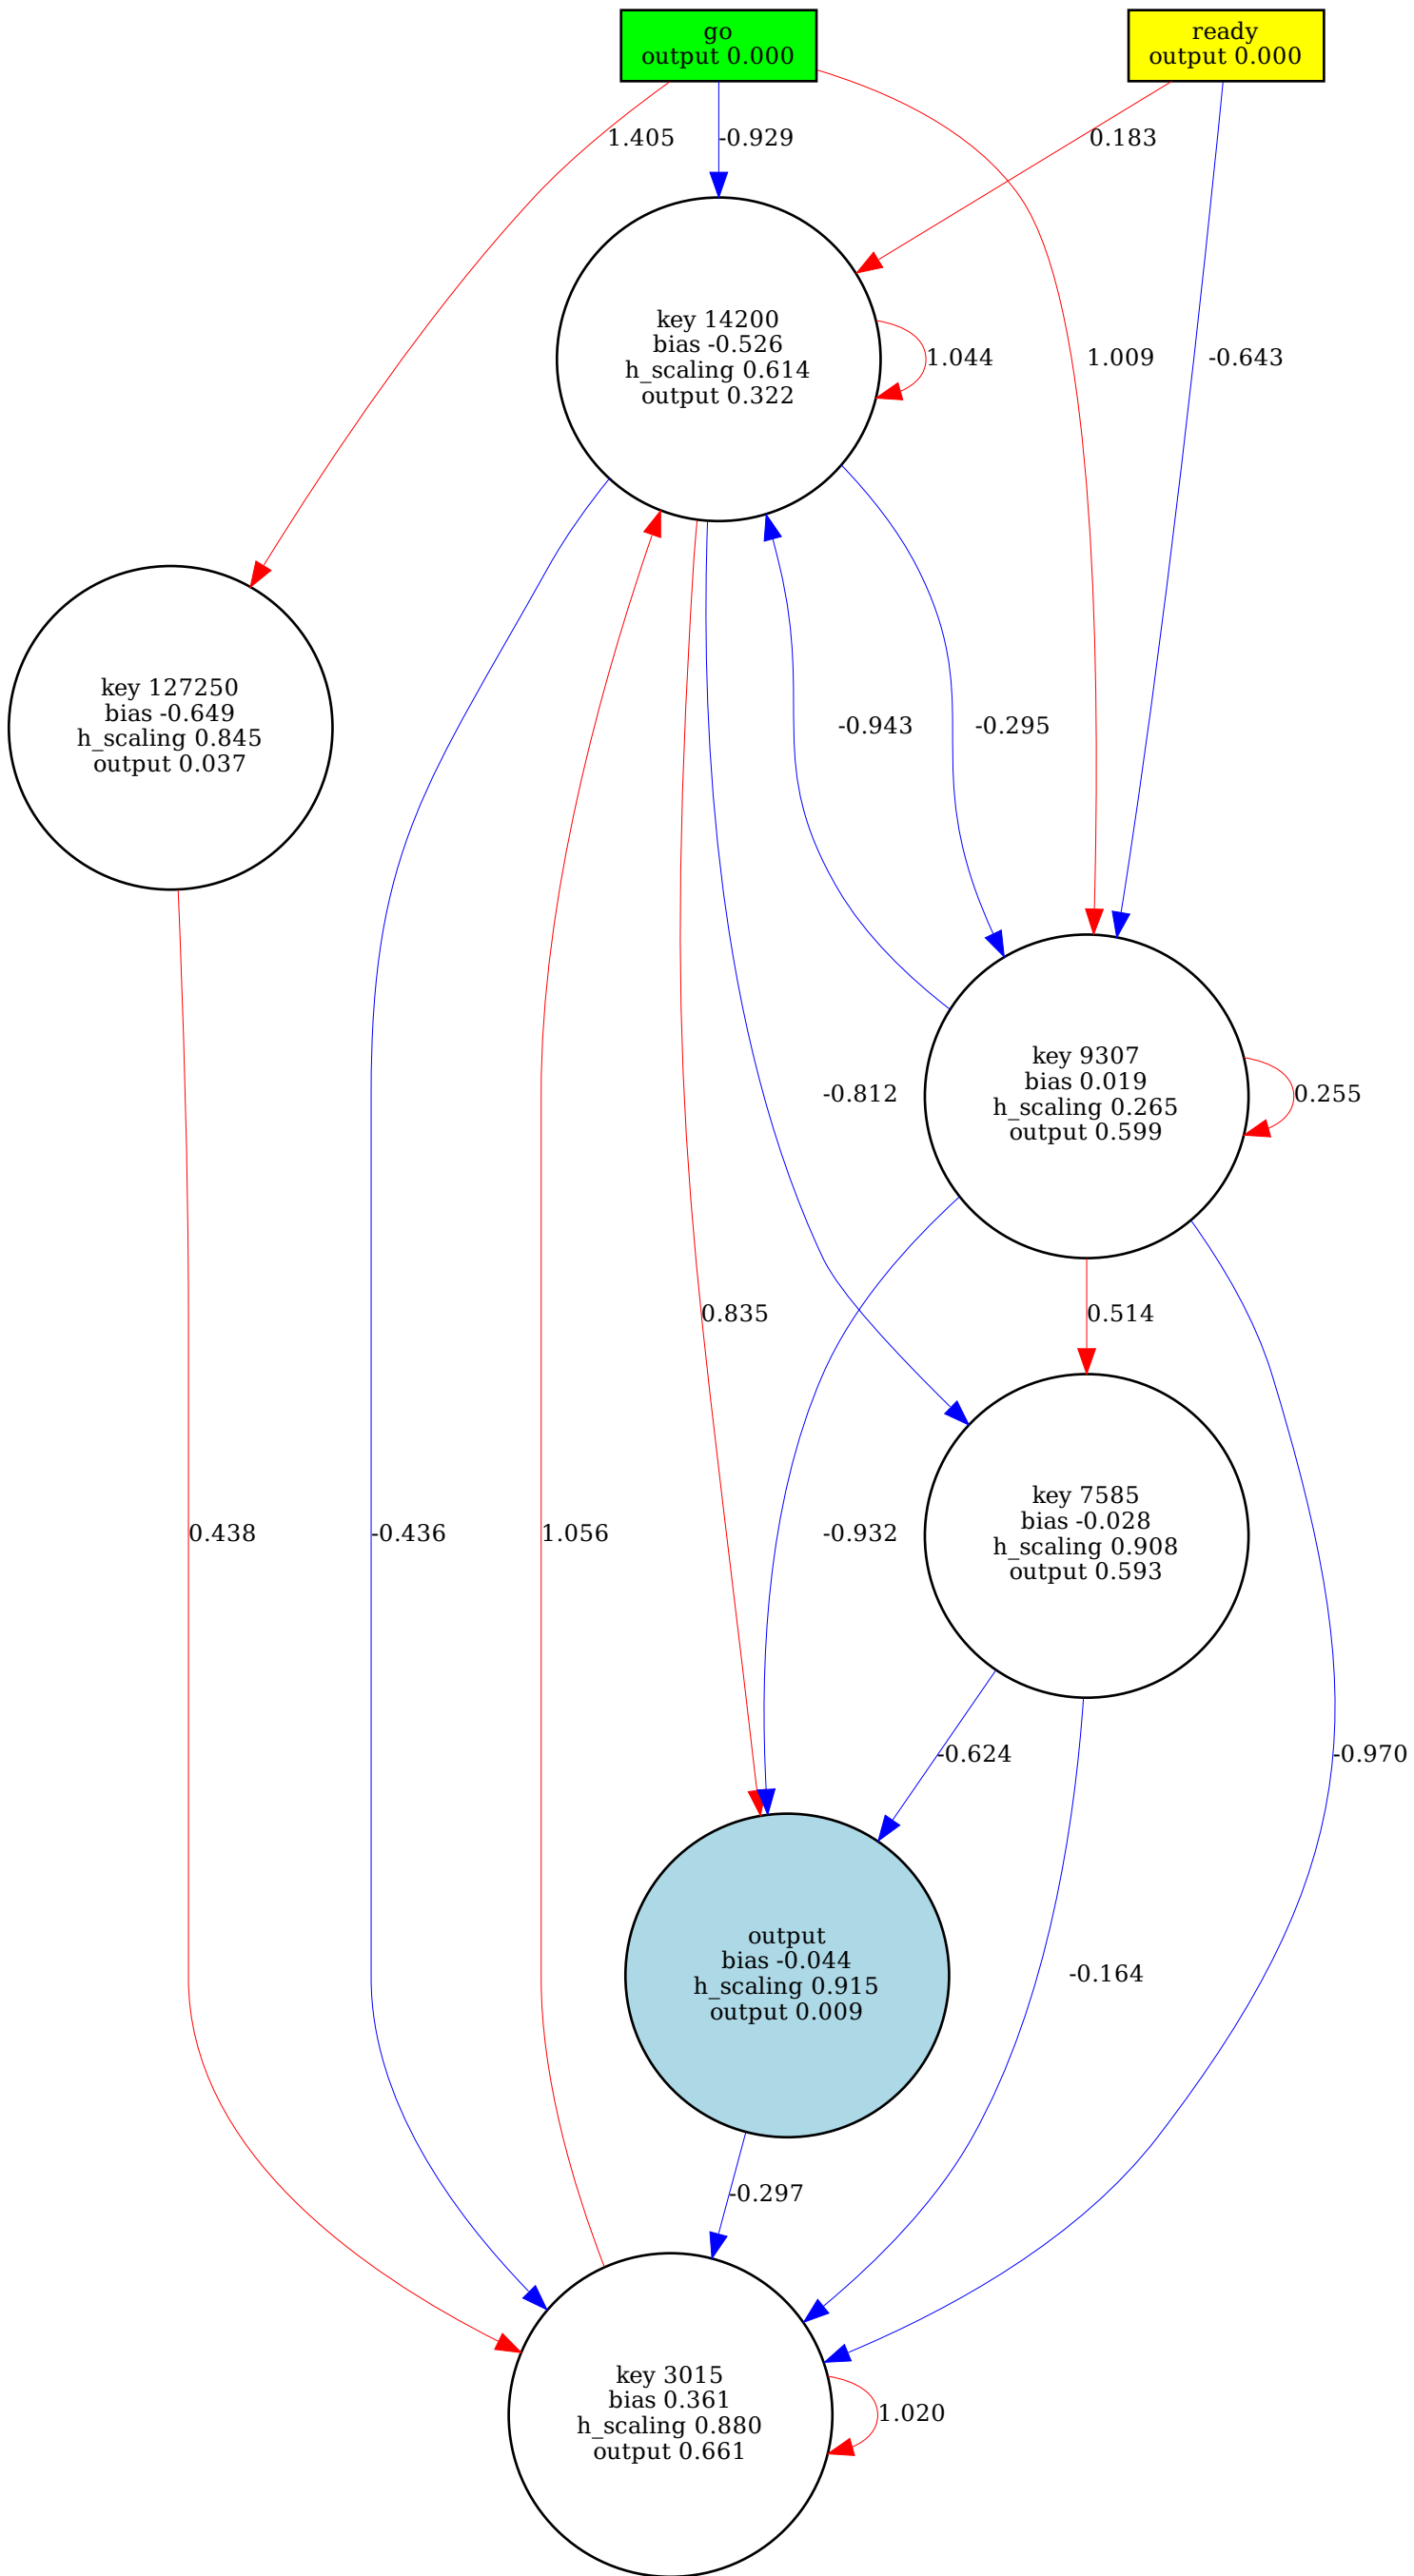 go
output 0.000
ready
output 0.000
1.405
-0.929
0.183
key 14200
bias -0.526
h_scaling 0.614
output 0.322
1.044
1.009
-0.643
key 127250
bias -0.649
h_scaling 0.845
output 0.037
-0.943
-0.295
key 9307
bias 0.019
h_scaling 0.265
output 0.599
-0.812
0.255
0.835
0.514
key 7585
bias -0.028
h_scaling 0.908
output 0.593
0.438
-0.436
1.056
-0.932
-0.624
-0.970
output
bias -0.044
h_scaling 0.915
output 0.009
-0.164
-0.297
key 3015
bias 0.361
h_scaling 0.880
output 0.661
1.020